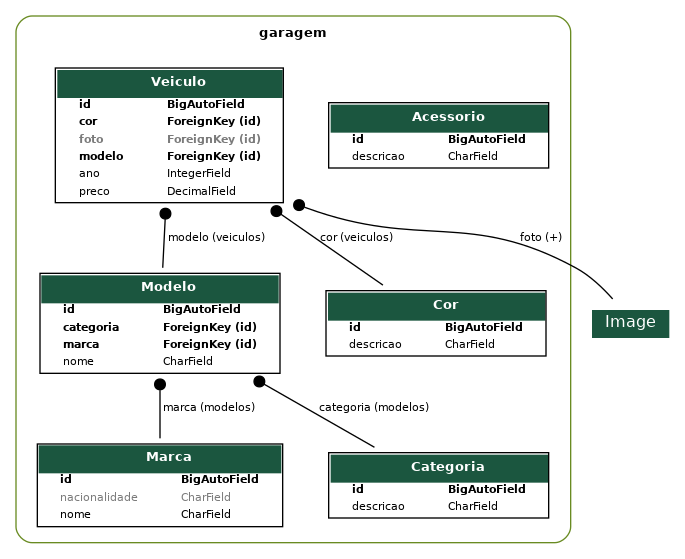 garagem
Veiculo
id BigAutoField
cor ForeignKey (id)
foto ForeignKey (id)
modelo ForeignKey (id)
ano IntegerField
preco DecimalField
Acessorio
id BigAutoField
descricao CharField
modelo (veiculos)
cor (veiculos)
foto (+)
Modelo
id BigAutoField
categoria ForeignKey (id)
marca ForeignKey (id)
nome CharField
Cor
id BigAutoField
descricao CharField
Image
marca (modelos)
categoria (modelos)
Marca
id BigAutoField
nacionalidade CharField
nome CharField
Categoria
id BigAutoField
descricao CharField